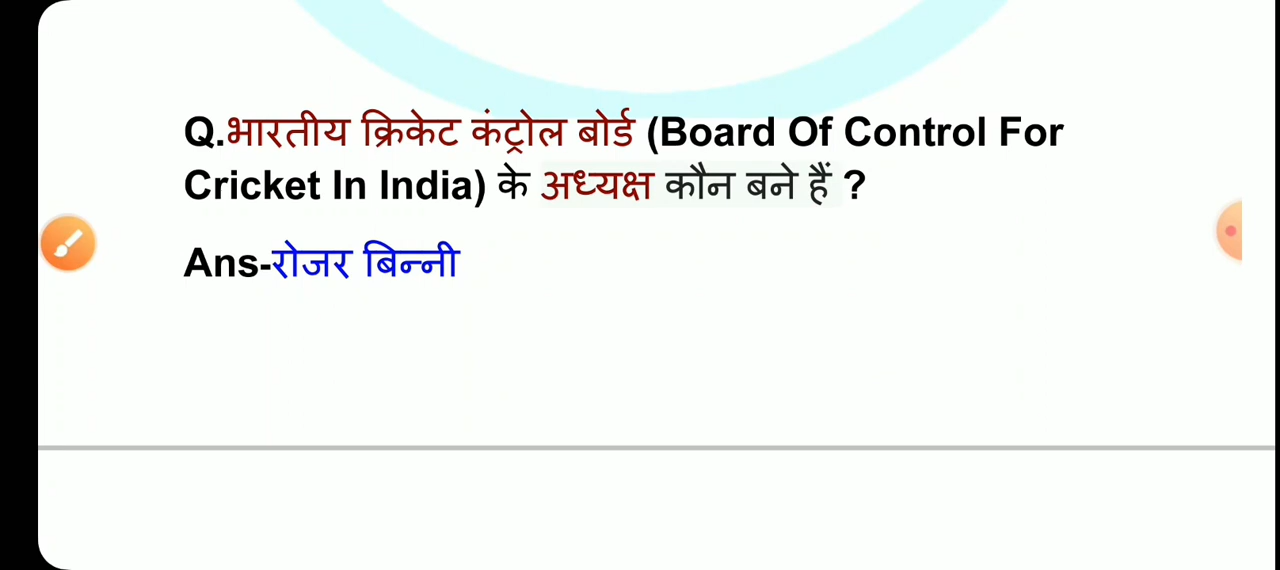 Q.भारतीय क्रिकेट कंट्रोल बोर्ड (Board Of Control For
Cricket In India) के अध्यक्ष कौन बने हैं ?
Ans-रोजर बिन्नी